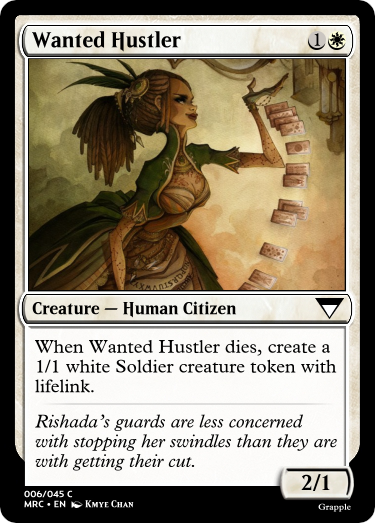 Wanted Hustler 1
Creature — Human Citizen
When Wanted Hustler dies, create a
1/1 white Soldier creature token with
lifelink.
Rishada's guards are less concerned
with stopping her swindles than they are
with getting their cut.
2/1
006/045 C
MRC • EN Kmye Chan
Grapple